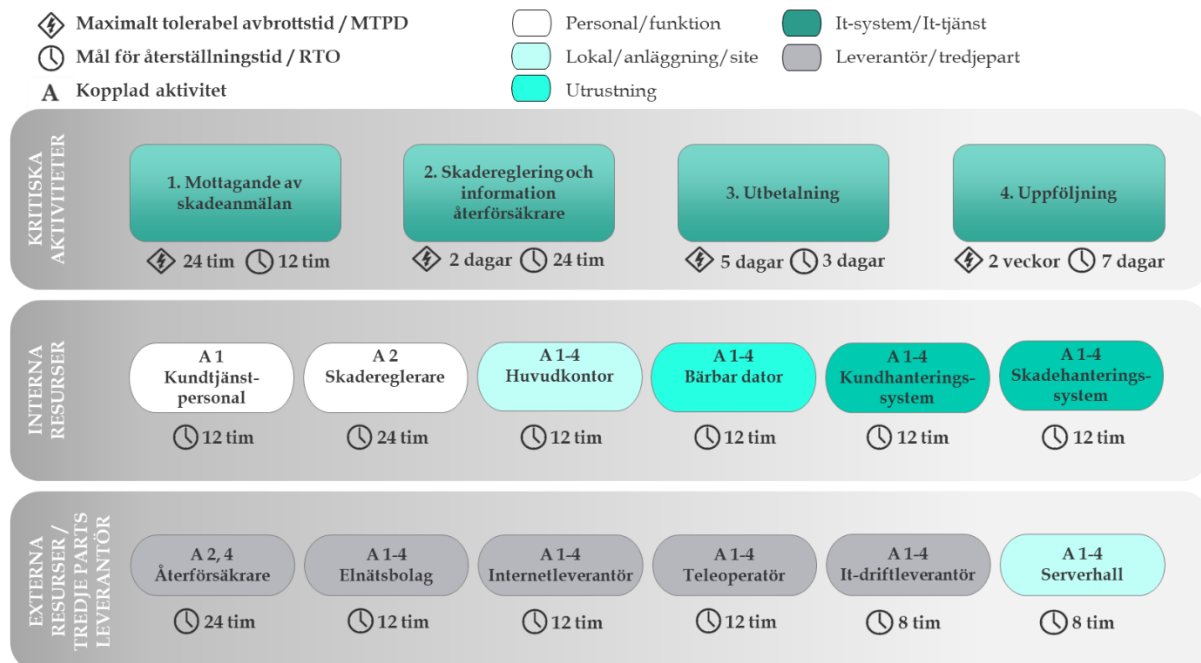 Maximalt tolerabel avbrottstid / MTPD
Mål för återställningstid / RTO
A Kopplad aktivitet
Personal/funktion
Lokal/anläggning/site
Utrustning
It-system/It-tjänst
Leverantör/tredjepart
KRITISKA
AKTIVITETER
1. Mottagande av
skadeanmälan
24 tim 12 tim
2. Skadereglering och
information
återförsäkrare
2 dagar 24 tim
3. Utbetalning
5 dagar 3 dagar
4. Uppföljning
2 veckor 7 dagar
INTERNA
RESURSER
A 1
Kundtjänst-
personal
12 tim
A 2
Skadereglerare
24 tim
A 1-4
Huvudkontor
12 tim
A 1-4
Bärbar dator
12 tim
A 1-4
Kundhanterings-
system
12 tim
A 1-4
Skadehanterings-
system
12 tim
EXTERNA
RESURSER /
TREDJE PARTS
LEVERANTÖR
A 2, 4
Återförsäkrare
24 tim
A 1-4
Elnätsbolag
12 tim
A 1-4
Internetleverantör
12 tim
A 1-4
Teleoperatör
12 tim
A 1-4
It-driftleverantör
8 tim
A 1-4
Serverhall
8 tim